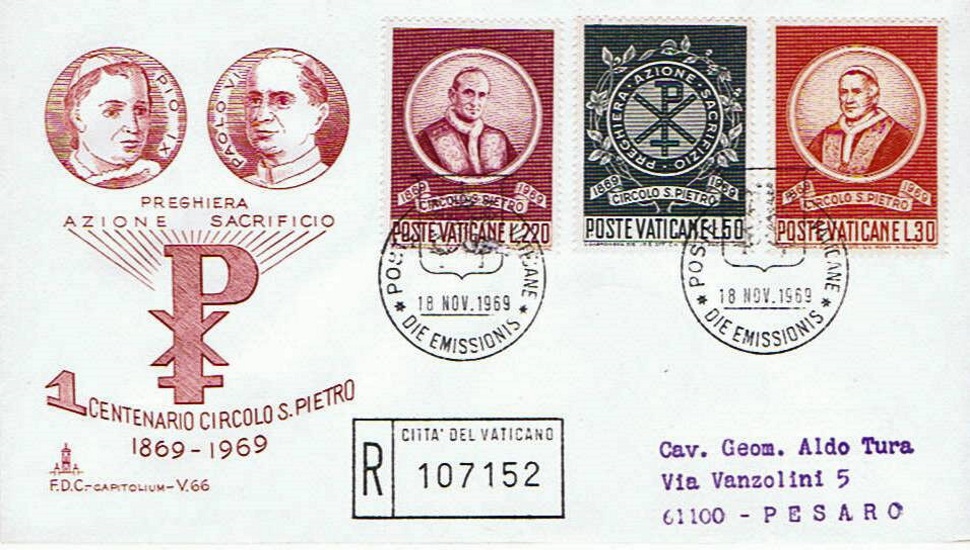 PIO IX
PAOLO VI
PREGHIERA
AZIONE SACRIFICIO
1 CENTENARIO CIRCOLO S. PIETRO
1869-1969
F.D.C.-CAPITOLIUM-V.66
1869 1969
CIRCOLO S. PIETRO
POSTE VATICANE L.220
PREGHIERA·AZIONE·SACRIFIZIO
1869 1969
CIRCOLO S. PIETRO
POSTE VATICANE L.50
1869 1969
CIRCOLO S. PIETRO
POSTE VATICANE L.30
VATICANE
18 NOV. 1969
* DIE EMISSIONIS *
VATICANE
18 NOV. 1969
* DIE EMISSIONIS *
R
CITTA' DEL VATICANO
107152
Cav. Geom. Aldo Tura
Via Vanzolini 5
61100 - PESARO